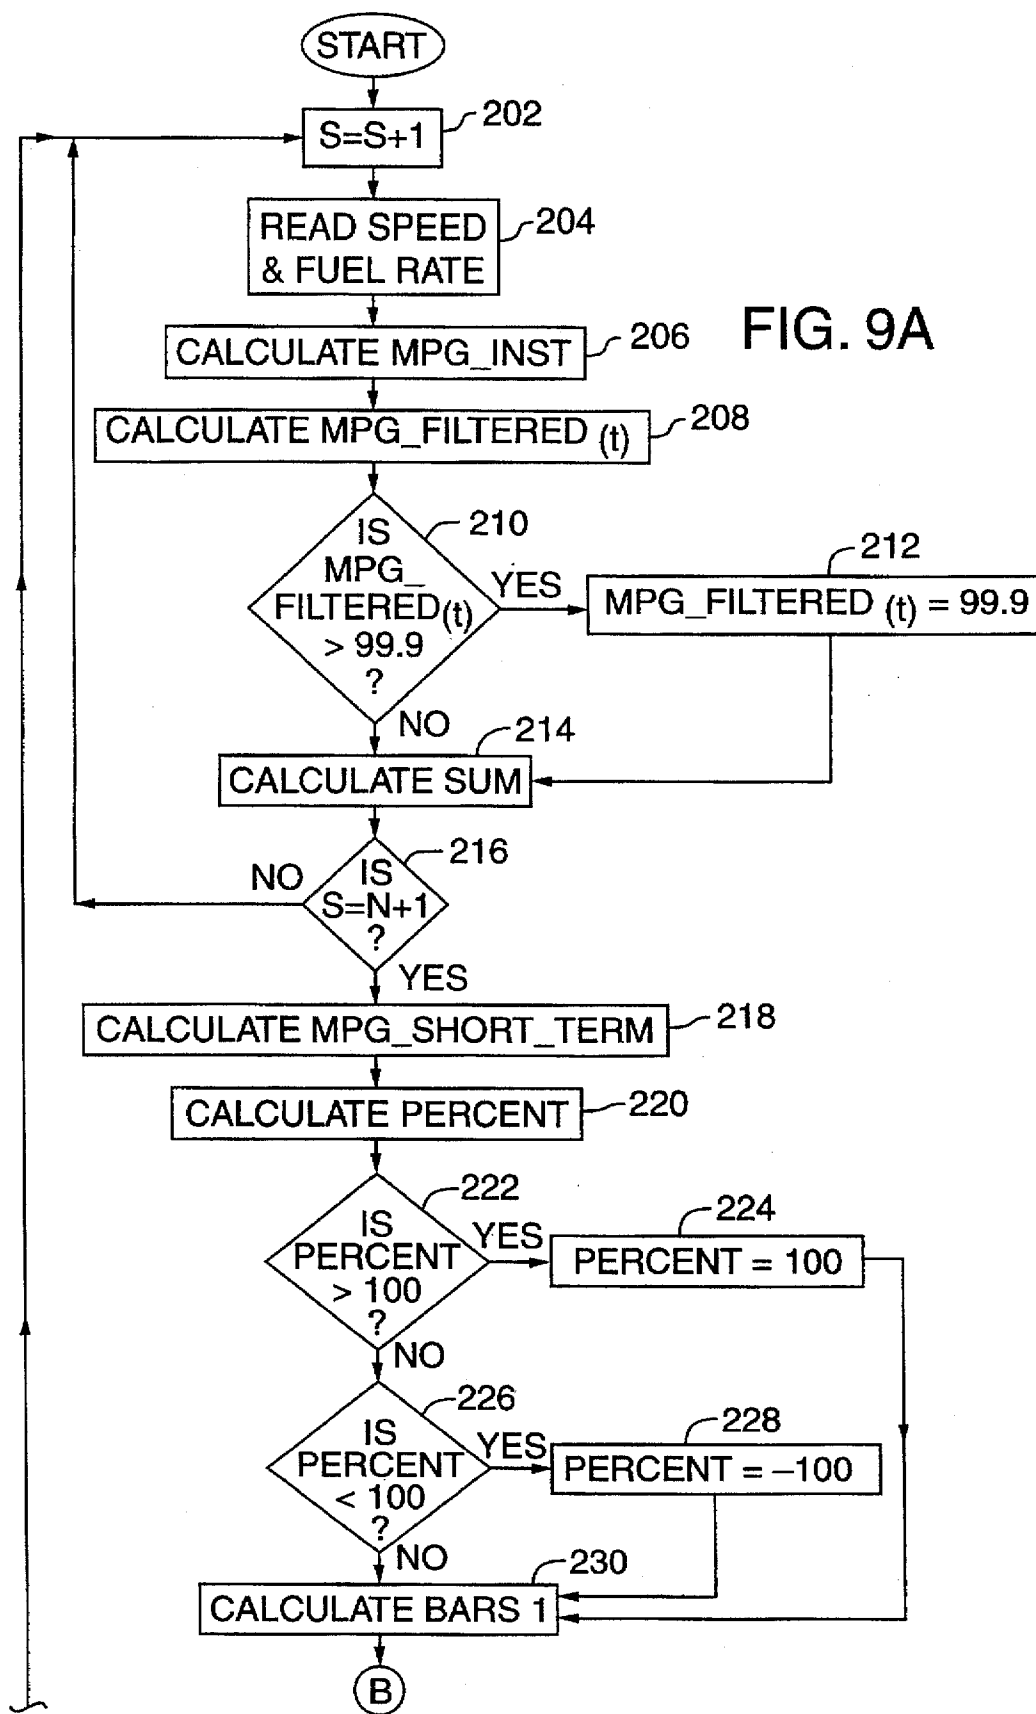 START
S=S+1
202
READ SPEED
& FUEL RATE
204
FIG. 9A
CALCULATE MPG_INST
206
CALCULATE MPG_FILTERED (t)
208
IS
MPG_
FILTERED(t)
> 99.9
?
210
YES
212
MPG_FILTERED (t) = 99.9
NO
214
CALCULATE SUM
216
IS
S=N+1
?
NO
YES
CALCULATE MPG_SHORT_TERM
218
CALCULATE PERCENT
220
222
IS
PERCENT
> 100
?
YES
224
PERCENT = 100
NO
226
IS
PERCENT
< 100
?
YES
228
PERCENT = –100
NO
230
CALCULATE BARS 1
B